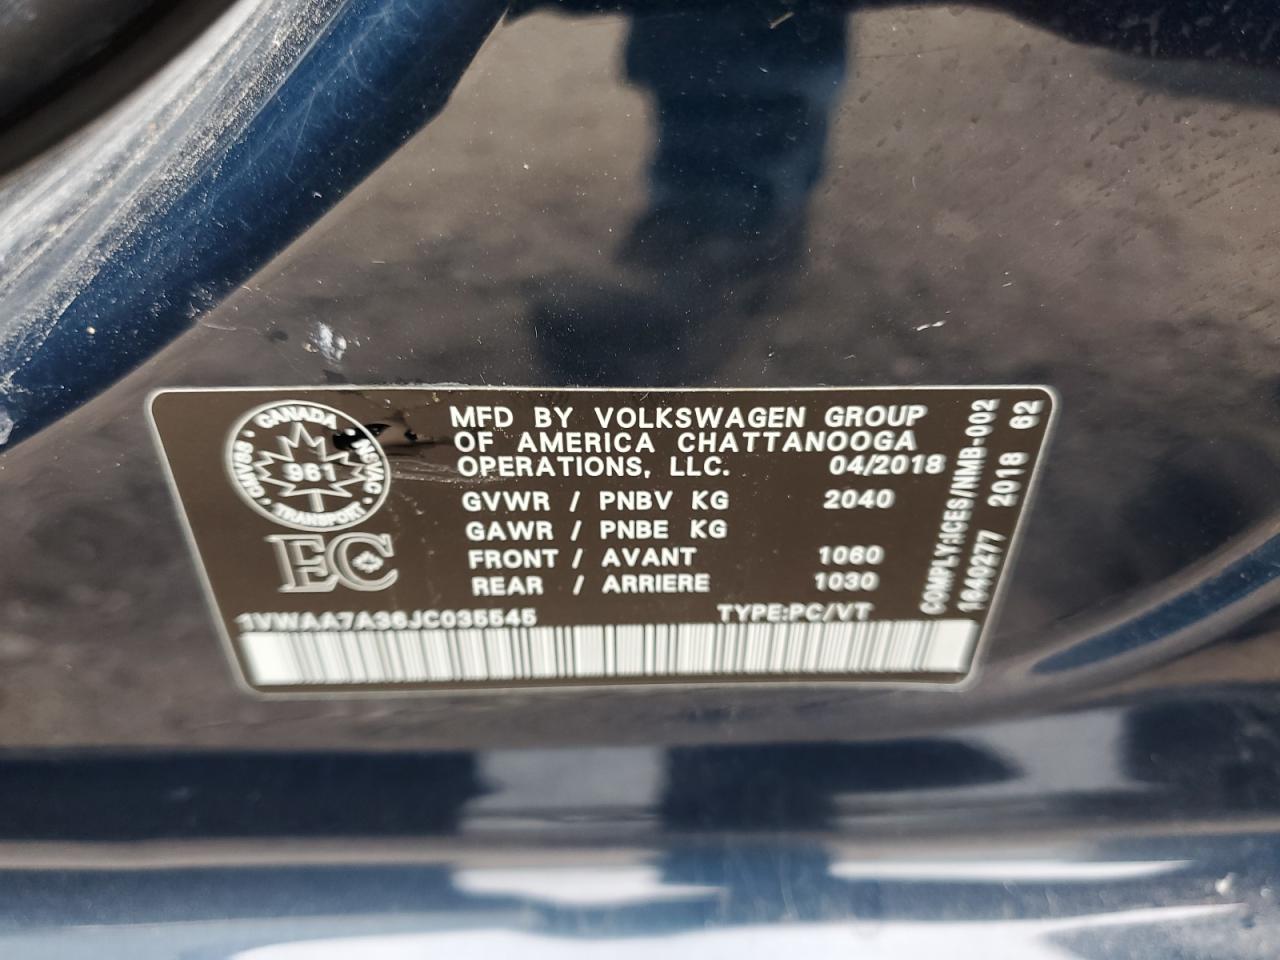 CANADA
CMVSS NSVAC
961
TRANSPORT
EC
MFD BY VOLKSWAGEN GROUP
OF AMERICA CHATTANOOGA
OPERATIONS, LLC. 04/2018
GVWR / PNBV KG 2040
GAWR / PNBE KG
FRONT / AVANT 1060
REAR / ARRIERE 1030
1VWAA7A36JC035545 TYPE:PC/VT
COMPLY:ICES/NMB-002
1840277 2018 62